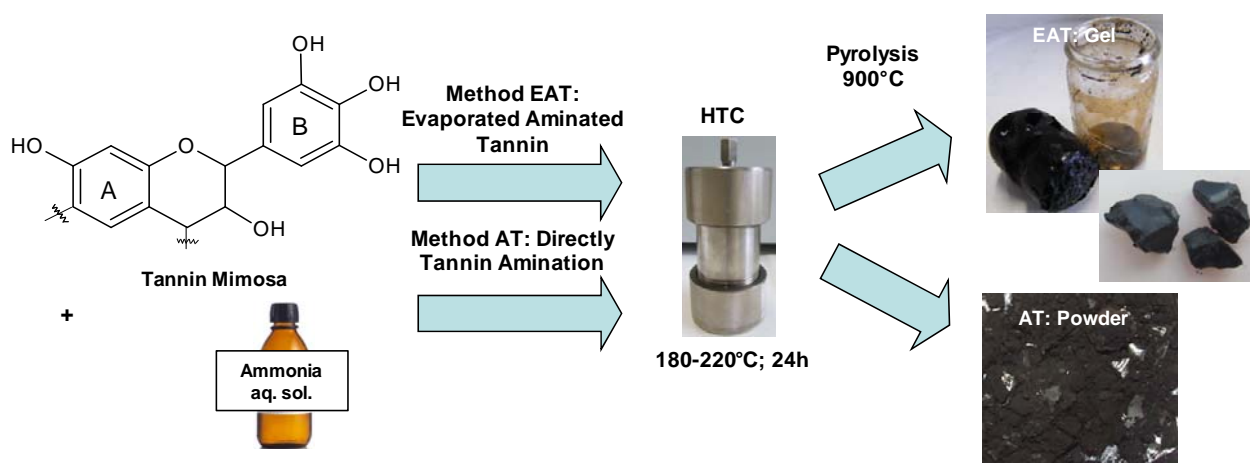 OH
OH
B
OH
HO
O
A
OH
Tannin Mimosa
+
Ammonia
aq. sol.
Method EAT:
Evaporated Aminated
Tannin
Method AT: Directly
Tannin Amination
HTC
180-220°C; 24h
Pyrolysis
900°C
EAT: Gel
AT: Powder